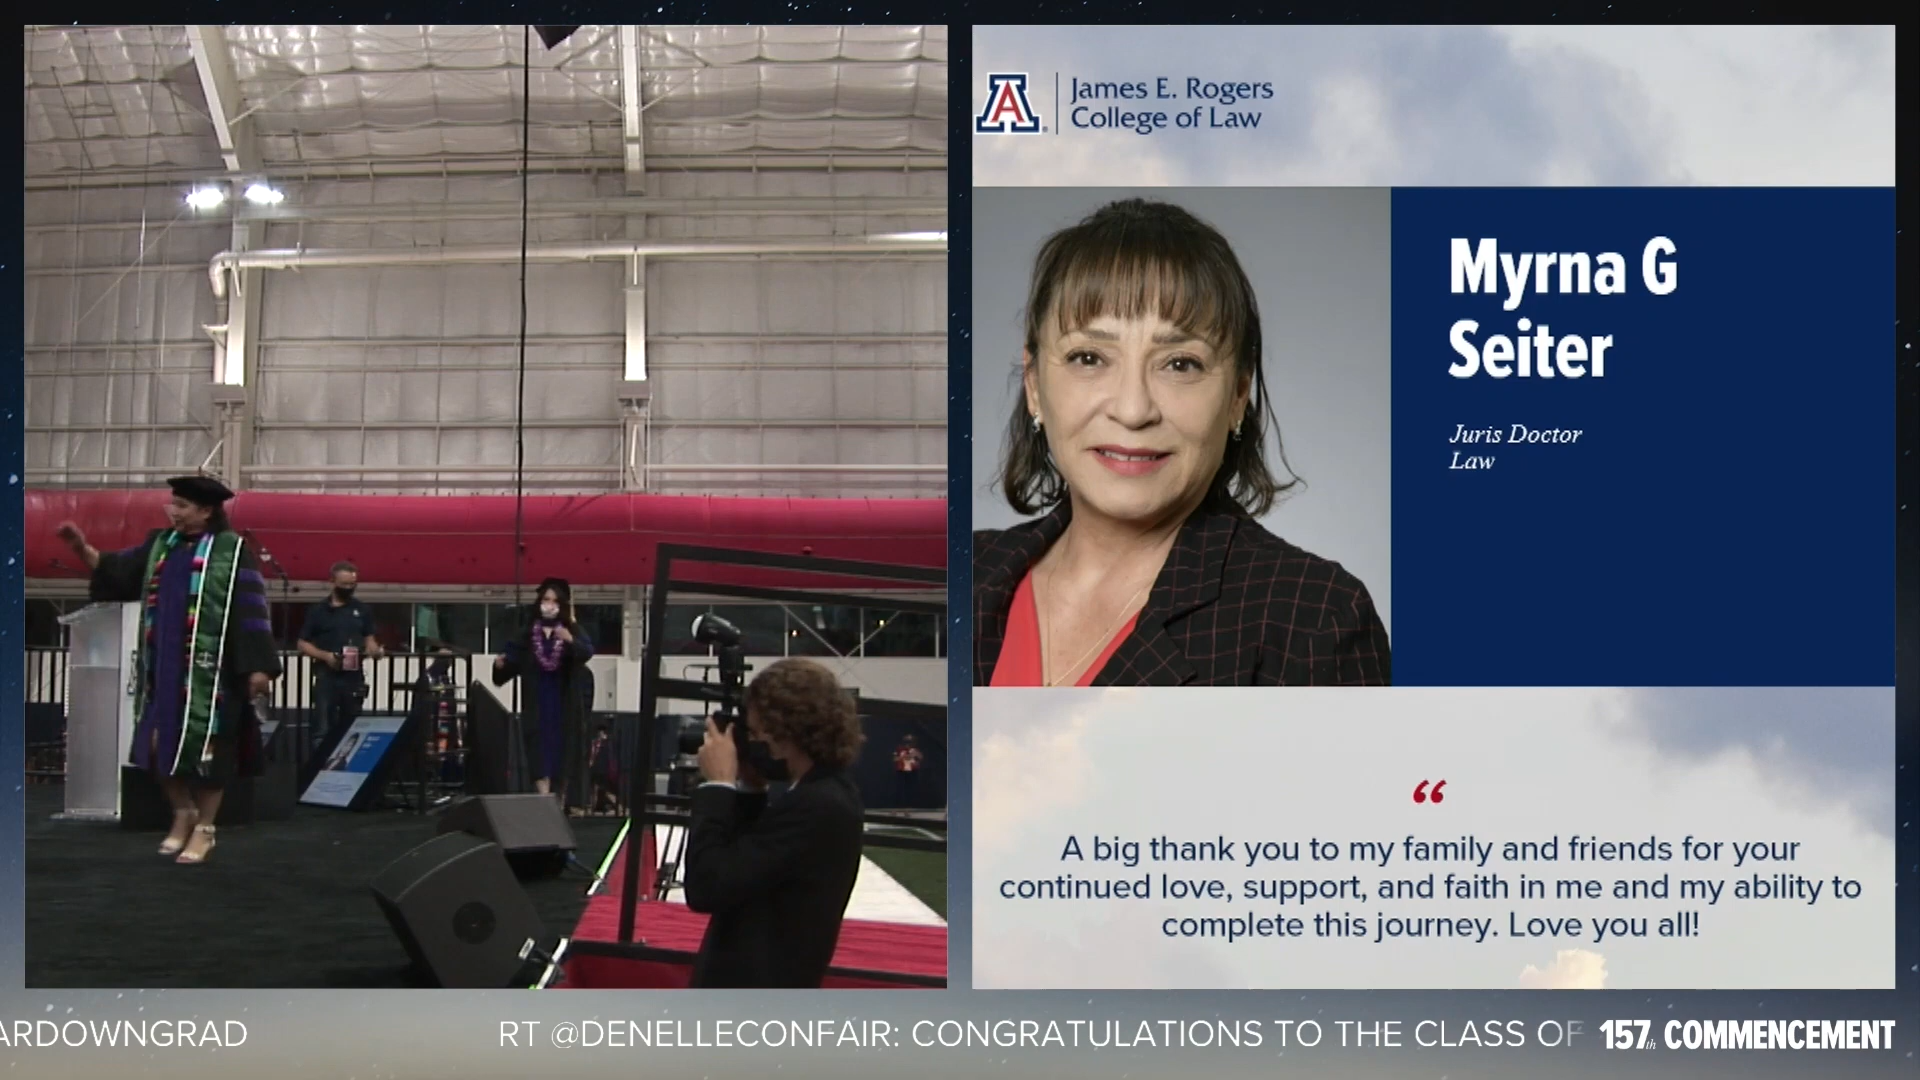 James E. Rogers
College of Law
Myrna G
Seiter
Juris Doctor
Law
“
A big thank you to my family and friends for your
continued love, support, and faith in me and my ability to
complete this journey. Love you all!
ARDOWNGRAD RT @DENELLECONFAIR: CONGRATULATIONS TO THE CLASS OF 157th COMMENCEMENT